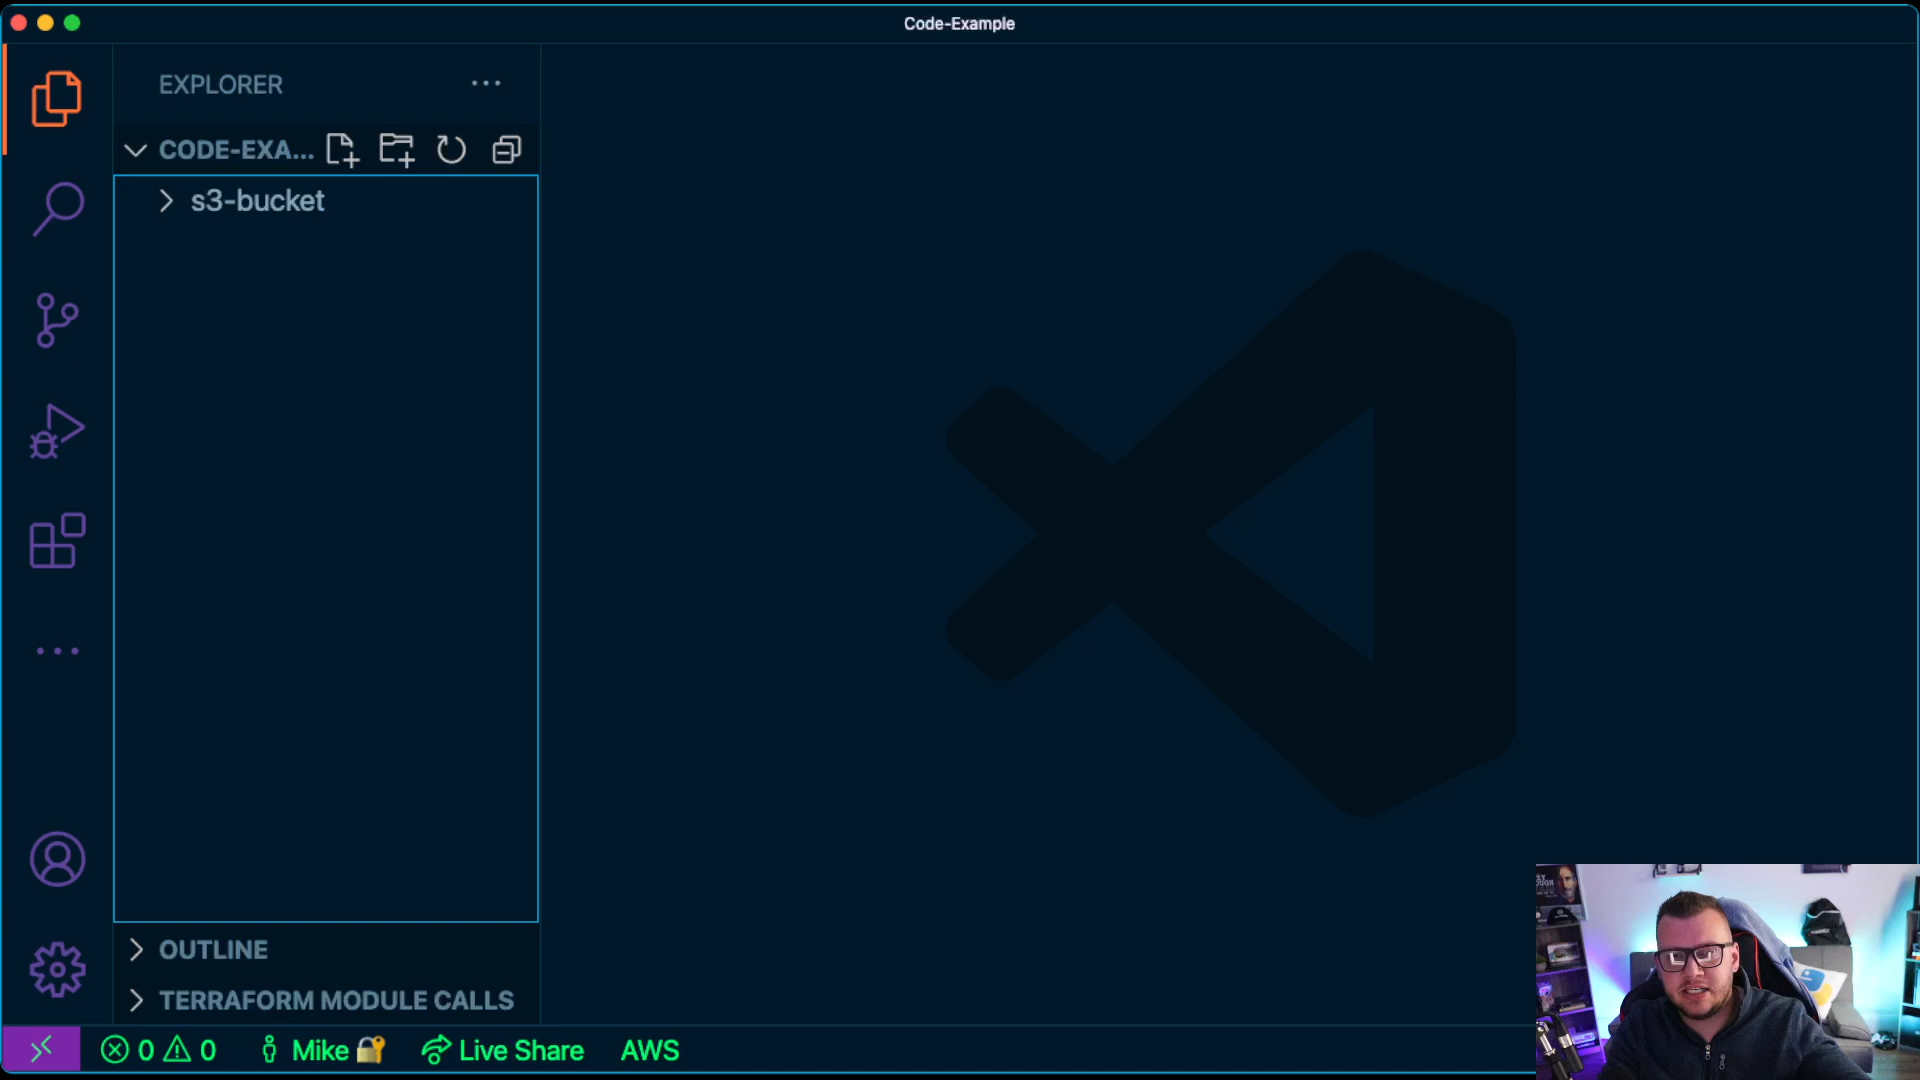 Code-Example
EXPLORER
CODE-EXA...
s3-bucket
OUTLINE
TERRAFORM MODULE CALLS
0 0 Mike Live Share AWS